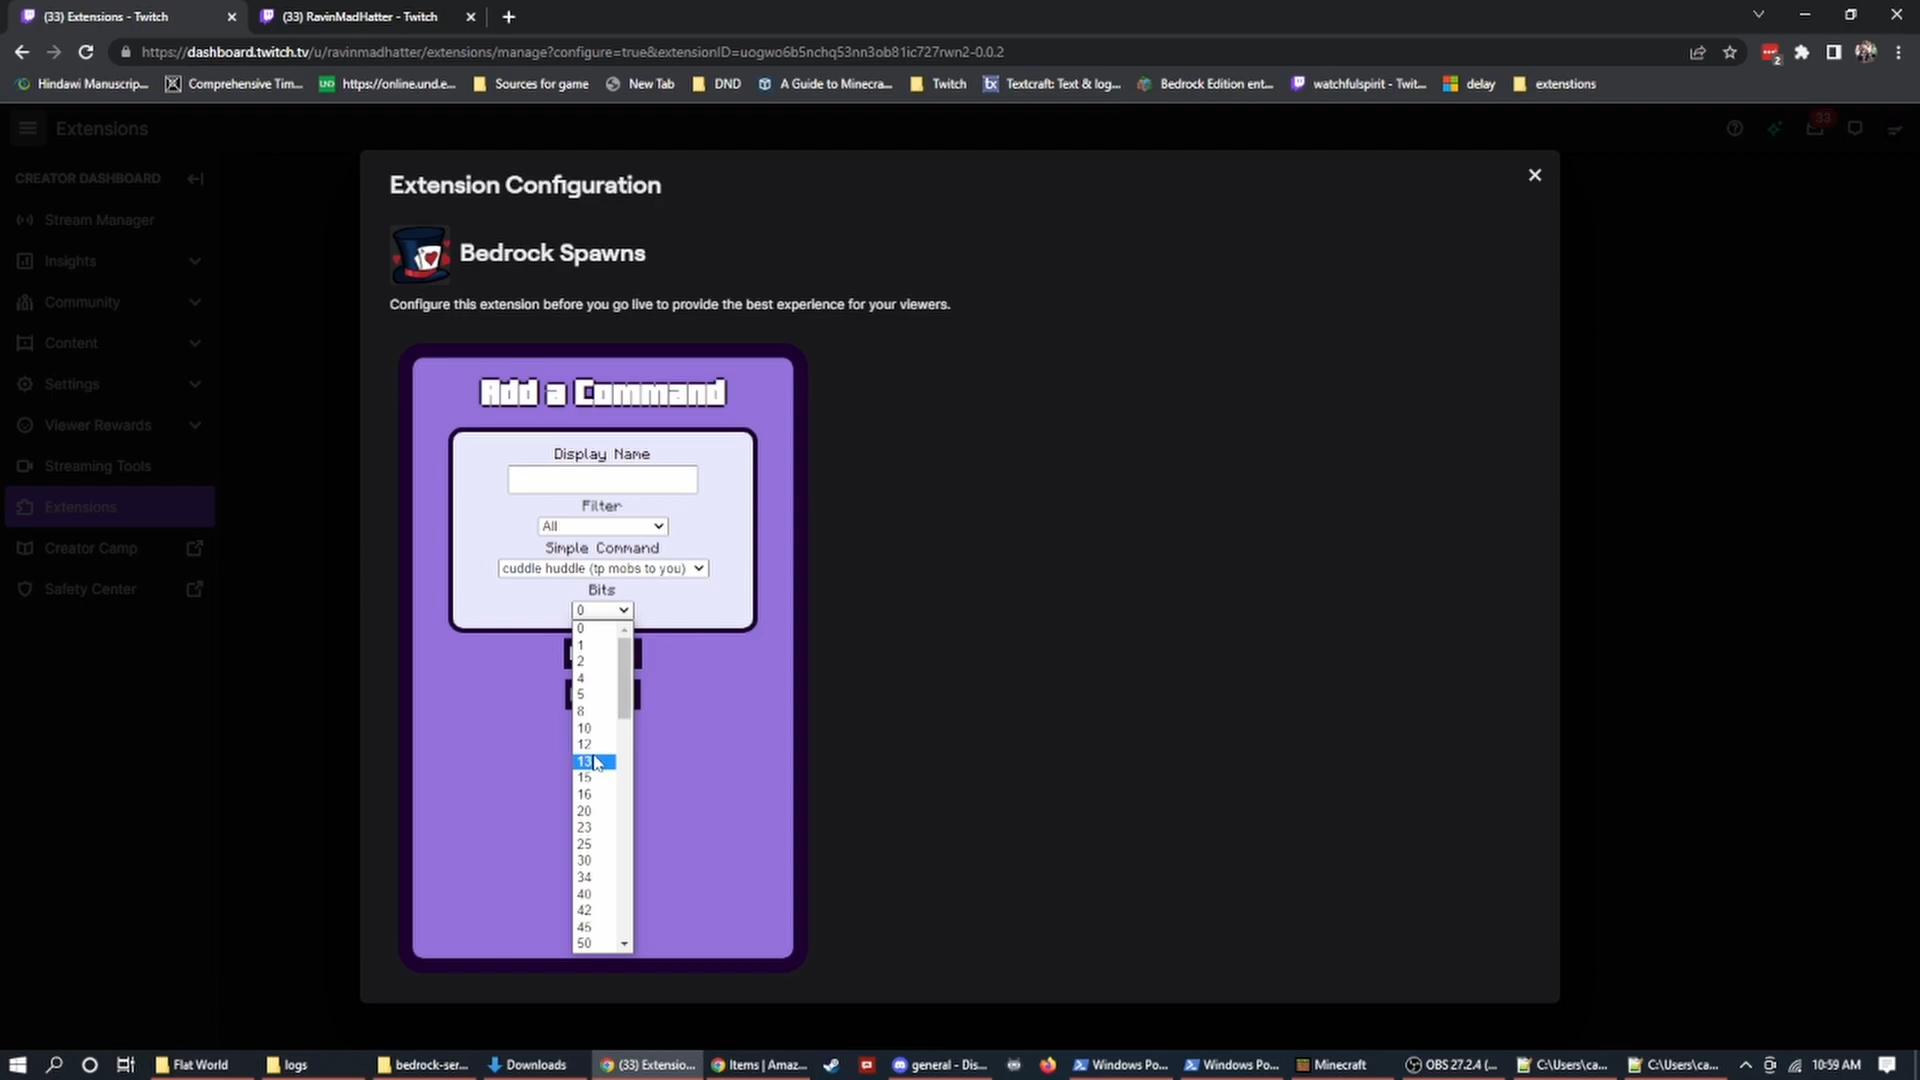 (33) Extensions - Twitch
(33) RavinMadHatter - Twitch
https://dashboard.twitch.tv/u/ravinmadhatter/extensions/manage?configure=true&extensionID=uogwo6b5nchq53nn3ob81ic727rwn2-0.0.2
2
Hindawi Manuscrip...
Comprehensive Tim...
https://online.und.e...
Sources for game
New Tab
DND
A Guide to Minecra...
Twitch
Textcraft: Text & log...
Bedrock Edition ent...
watchfulspirit - Twit...
delay
extenstions
Extensions
33
CREATOR DASHBOARD
Stream Manager
Insights
Community
Content
Settings
Viewer Rewards
Streaming Tools
Extensions
Creator Camp
Safety Center
Extension Configuration
Bedrock Spawns
Configure this extension before you go live to provide the best experience for your viewers.
Add a Command
Display Name
Filter
All
Simple Command
cuddle huddle (tp mobs to you)
Bits
0
0
1
2
4
5
8
10
12
13
15
16
20
23
25
30
34
40
42
45
50
Flat World
logs
bedrock-ser...
Downloads
(33) Extensio...
Items | Amaz...
general - Dis...
Windows Po...
Windows Po...
Minecraft
OBS 27.2.4 (...
C:\Users\ca...
C:\Users\ca...
10:59 AM